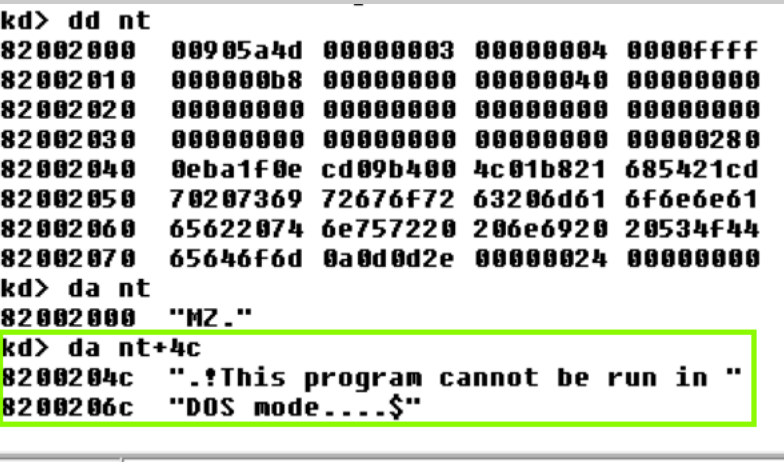 kd> dd nt
82002000  00905a4d 00000003 00000004 0000ffff
82002010  000000b8 00000000 00000040 00000000
82002020  00000000 00000000 00000000 00000000
82002030  00000000 00000000 00000000 00000280
82002040  0eba1f0e cd09b400 4c01b821 685421cd
82002050  70207369 72676f72 63206d61 6f6e6e61
82002060  65622074 6e757220 206e6920 20534f44
82002070  65646f6d 0a0d0d2e 00000024 00000000
kd> da nt
82002000  "MZ."
kd> da nt+4c
8200204c  ".!This program cannot be run in "
8200206c  "DOS mode....$"